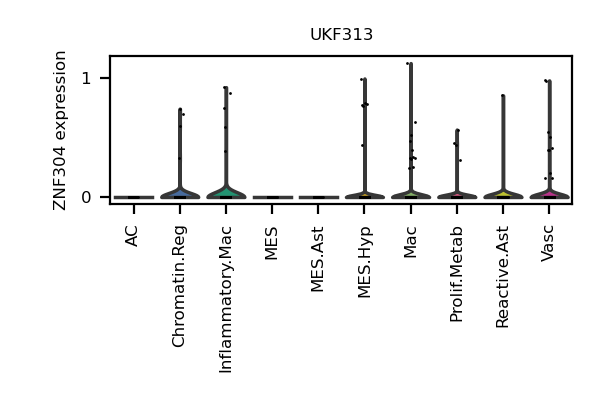 UKF313
ZNF304 expression
1
0
AC
Chromatin.Reg
Inflammatory.Mac
MES
MES.Ast
MES.Hyp
Mac
Prolif.Metab
Reactive.Ast
Vasc